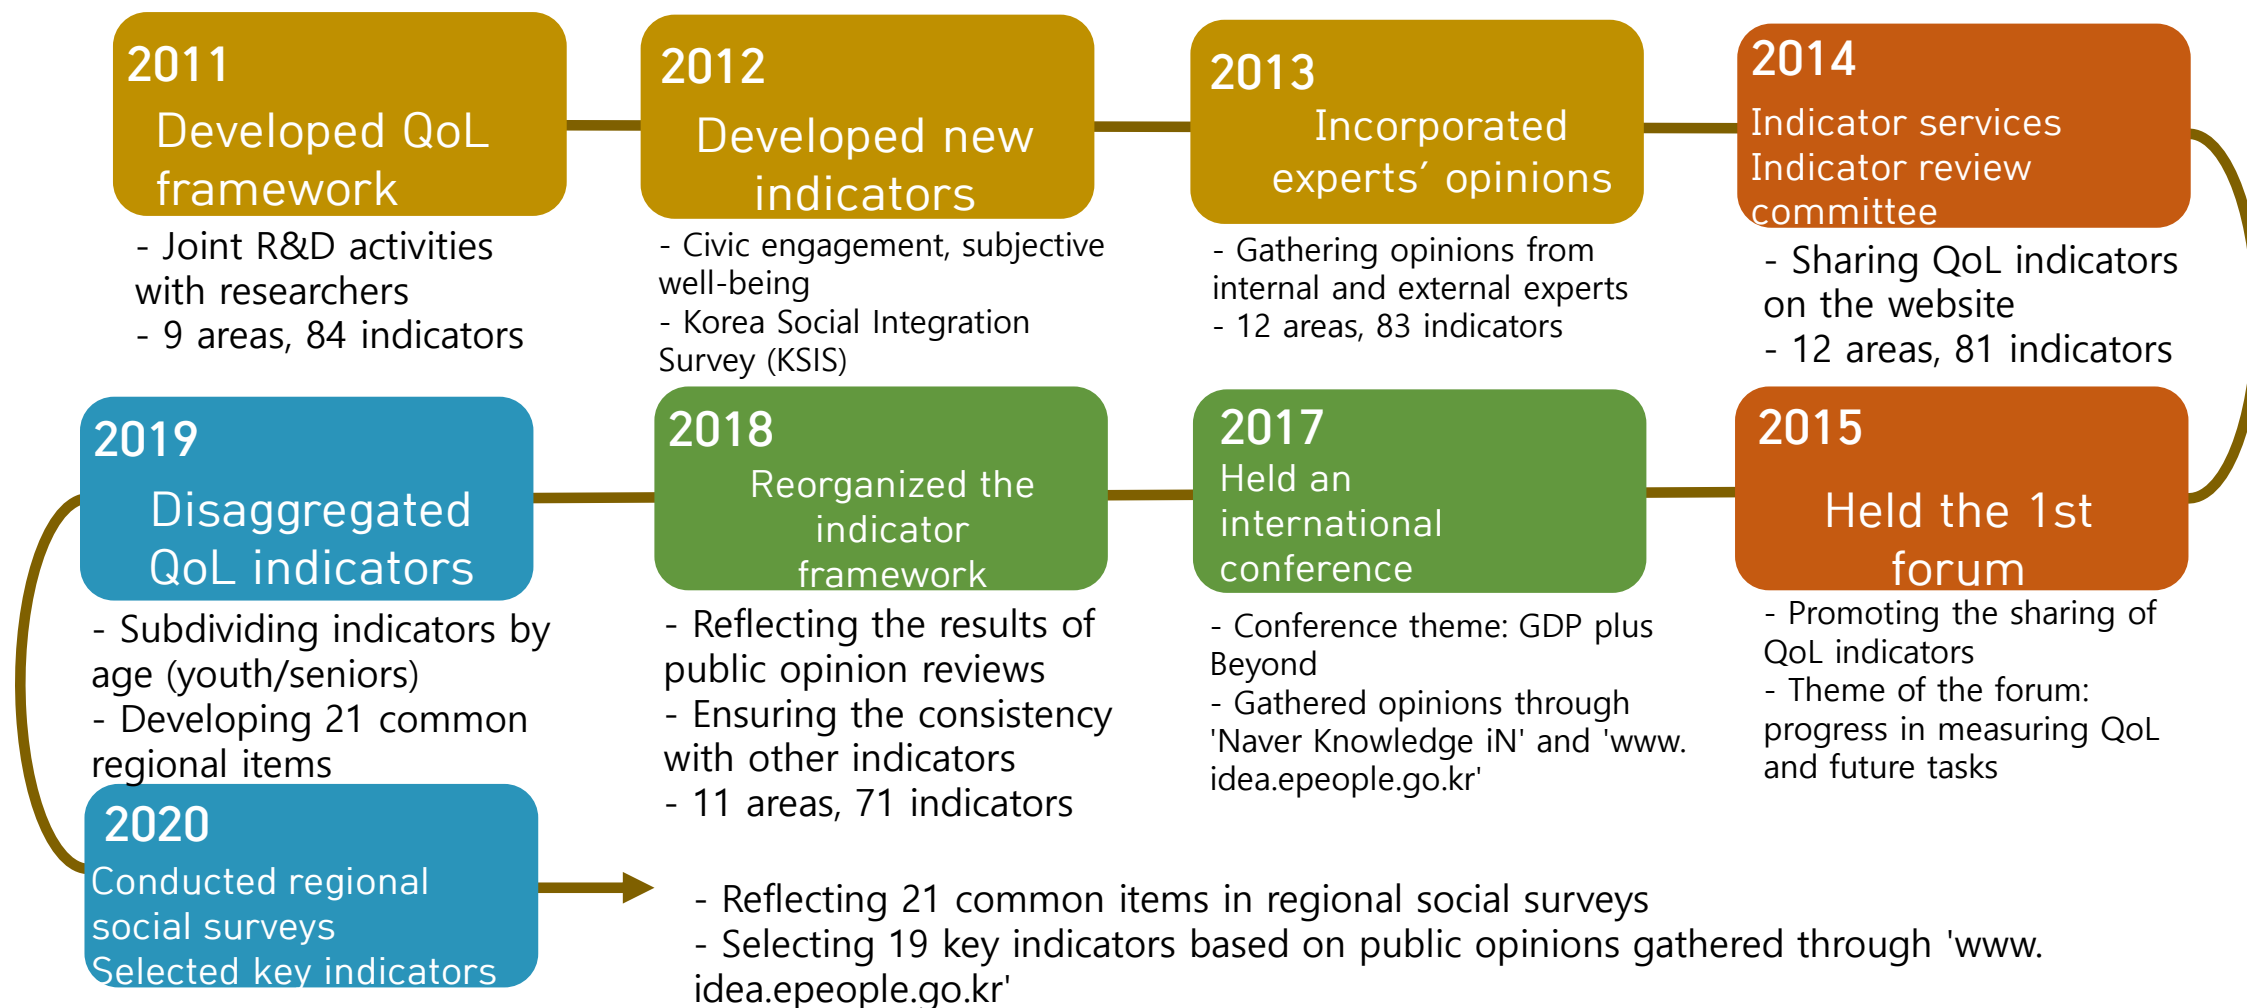 2011
Developed QoL
framework
- Joint R&D activities
with researchers
- 9 areas, 84 indicators
2012
Developed new
indicators
- Civic engagement, subjective
well-being
- Korea Social Integration
Survey (KSIS)
2013
Incorporated
experts’ opinions
- Gathering opinions from
internal and external experts
- 12 areas, 83 indicators
2014
Indicator services
Indicator review
committee
- Sharing QoL indicators
on the website
- 12 areas, 81 indicators
2015
Held the 1st
forum
- Promoting the sharing of
QoL indicators
- Theme of the forum:
progress in measuring QoL
and future tasks
2017
Held an
international
conference
- Conference theme: GDP plus
Beyond
- Gathered opinions through
'Naver Knowledge iN' and 'www.
idea.epeople.go.kr'
2018
Reorganized the
indicator
framework
- Reflecting the results of
public opinion reviews
- Ensuring the consistency
with other indicators
- 11 areas, 71 indicators
2019
Disaggregated
QoL indicators
- Subdividing indicators by
age (youth/seniors)
- Developing 21 common
regional items
2020
Conducted regional
social surveys
Selected key indicators
- Reflecting 21 common items in regional social surveys
- Selecting 19 key indicators based on public opinions gathered through 'www.
idea.epeople.go.kr'